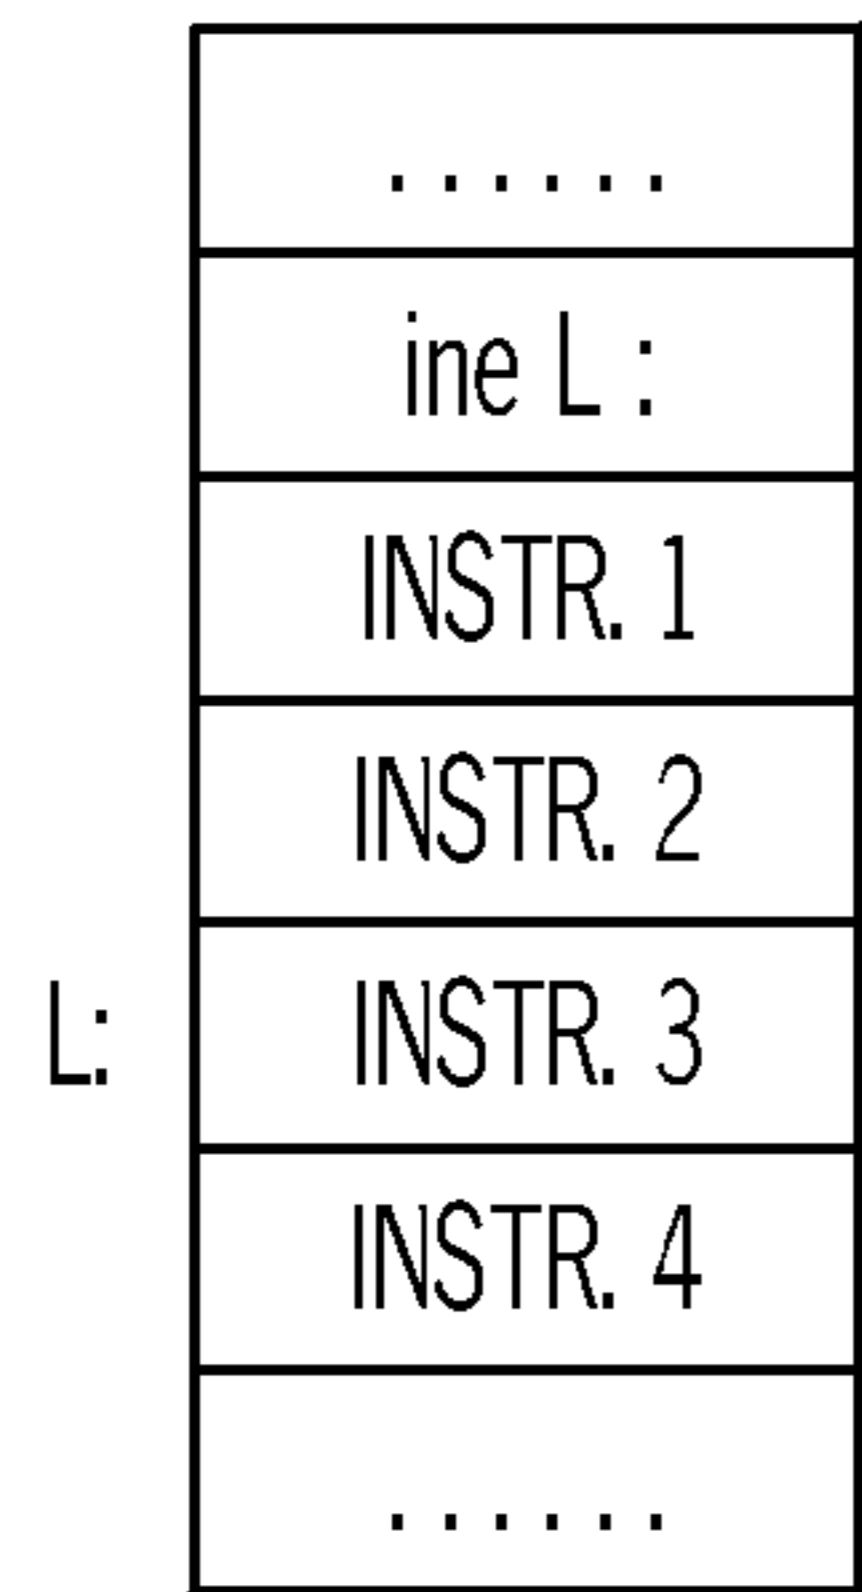 ......
ine L :
INSTR. 1
INSTR. 2
L: INSTR. 3
INSTR. 4
......